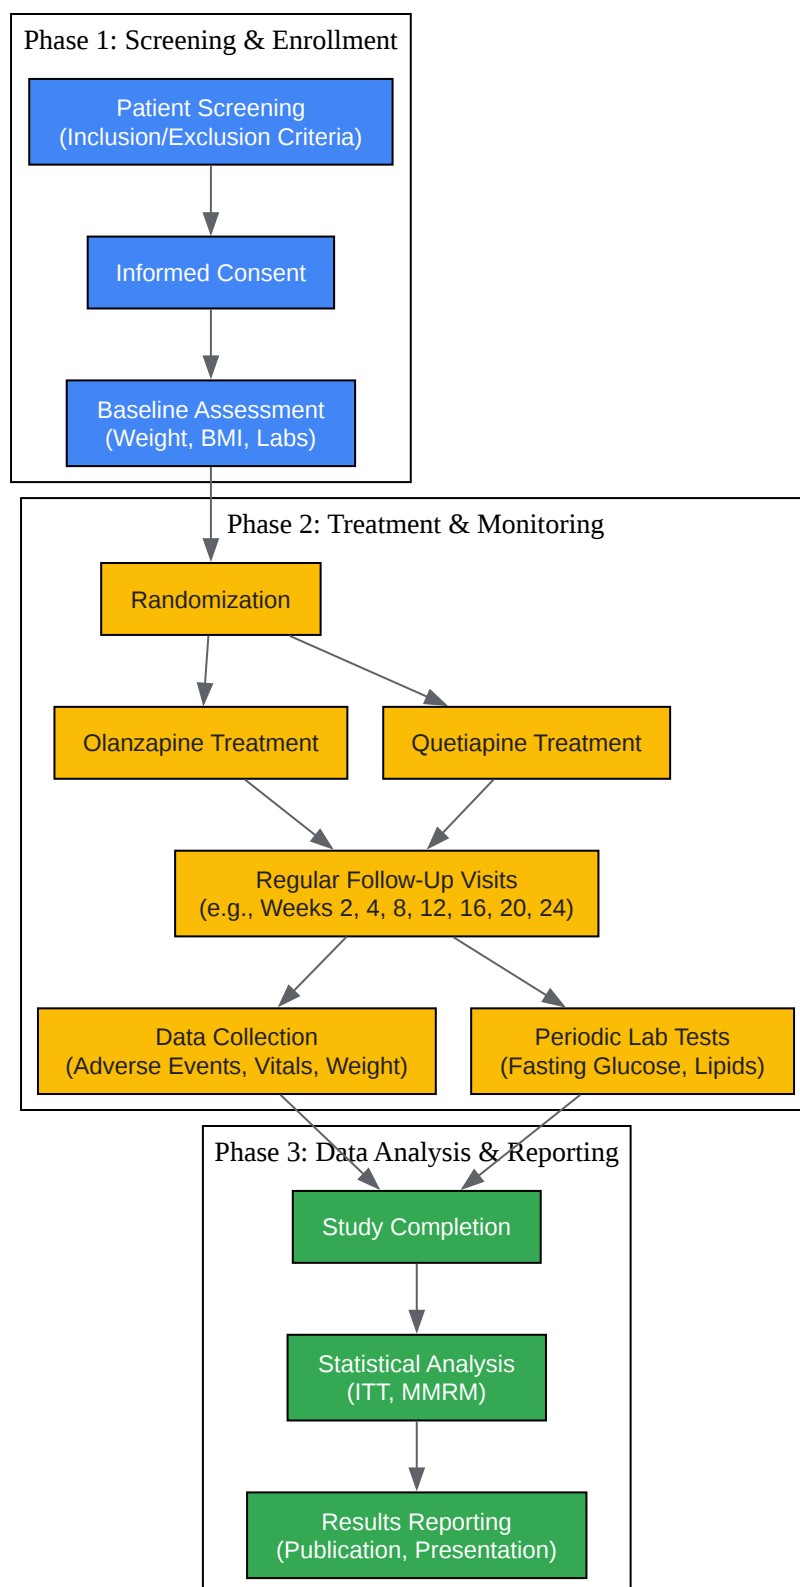 Phase 1: Screening & Enrollment
Patient Screening
(Inclusion/Exclusion Criteria)
Informed Consent
Baseline Assessment
(Weight, BMI, Labs)
Phase 2: Treatment & Monitoring
Randomization
Olanzapine Treatment
Quetiapine Treatment
Regular Follow-Up Visits
(e.g., Weeks 2, 4, 8, 12, 16, 20, 24)
Data Collection
(Adverse Events, Vitals, Weight)
Periodic Lab Tests
(Fasting Glucose, Lipids)
Phase 3: Data Analysis & Reporting
Study Completion
Statistical Analysis
(ITT, MMRM)
Results Reporting
(Publication, Presentation)